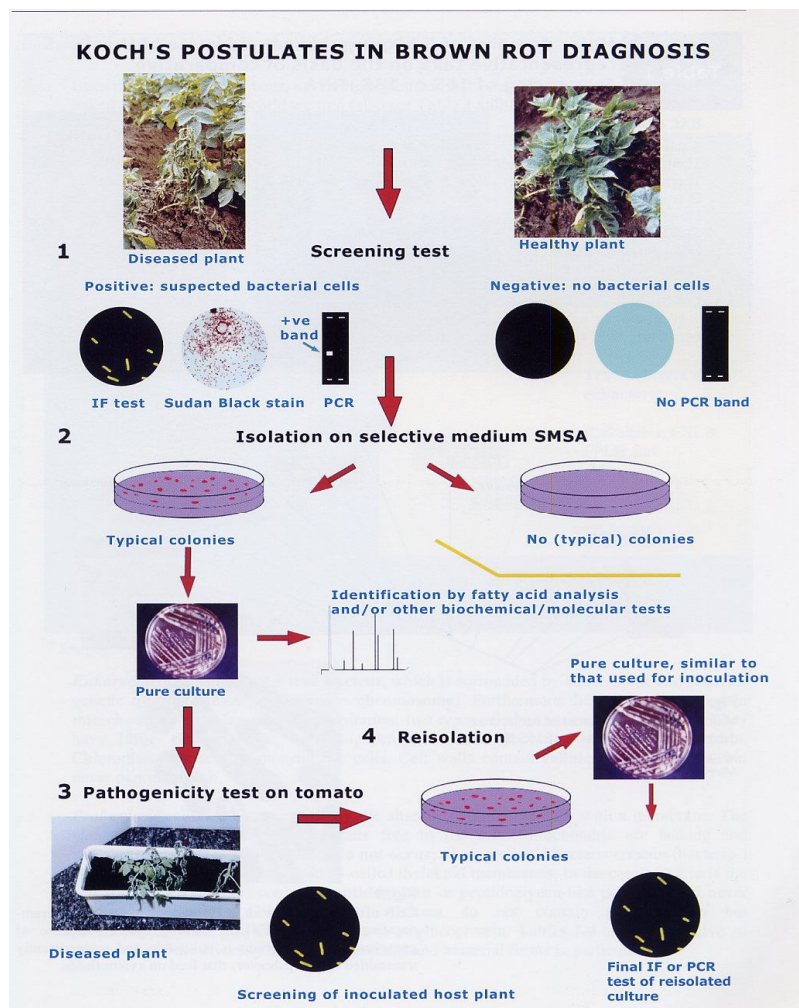 KOCH'S POSTULATES IN BROWN ROT DIAGNOSIS
1
Diseased plant
Screening test
Healthy plant
Positive: suspected bacterial cells
Negative: no bacterial cells
+ve
band
IF test
Sudan Black stain
PCR
No PCR band
2
Isolation on selective medium SMSA
Typical colonies
No (typical) colonies
Identification by fatty acid analysis
and/or other biochemical/molecular tests
Pure culture
Pure culture, similar to
that used for inoculation
4 Reisolation
3 Pathogenicity test on tomato
Typical colonies
Diseased plant
Screening of inoculated host plant
Final IF or PCR
test of reisolated
culture